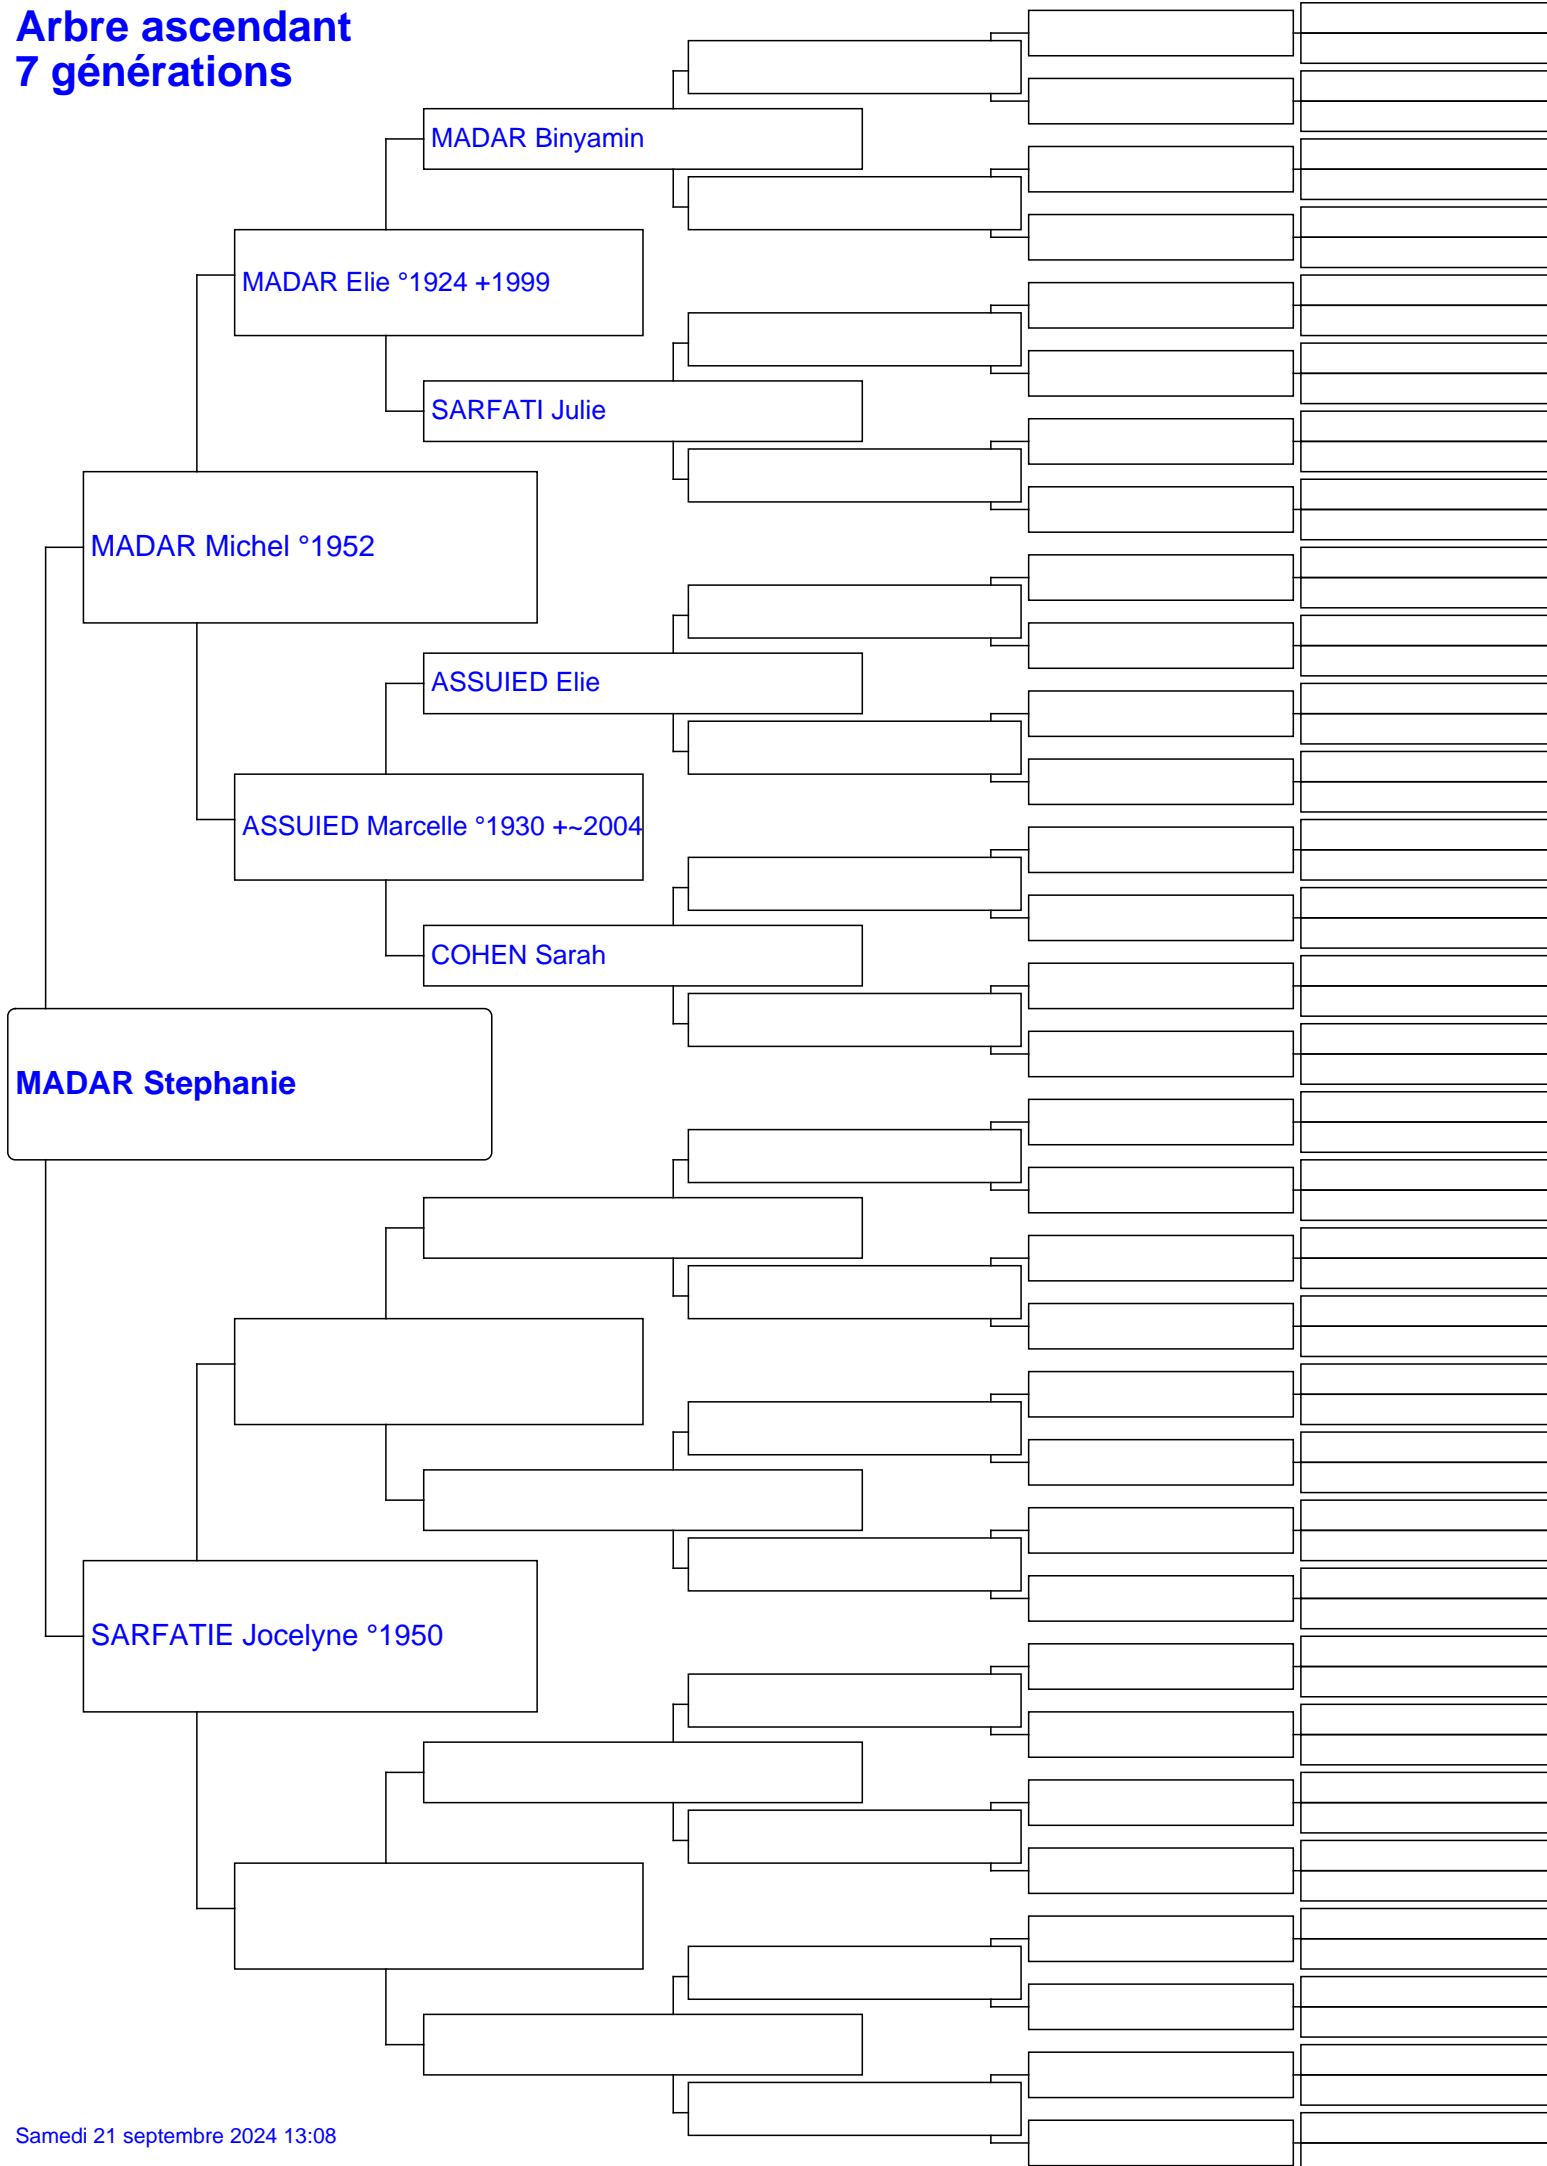 Arbre ascendant
7 générations
MADAR Binyamin
MADAR Elie °1924 +1999
SARFATI Julie
MADAR Michel °1952
ASSUIED Elie
ASSUIED Marcelle °1930 +~2004
COHEN Sarah
MADAR Stephanie
SARFATIE Jocelyne °1950
Samedi 21 septembre 2024 13:08